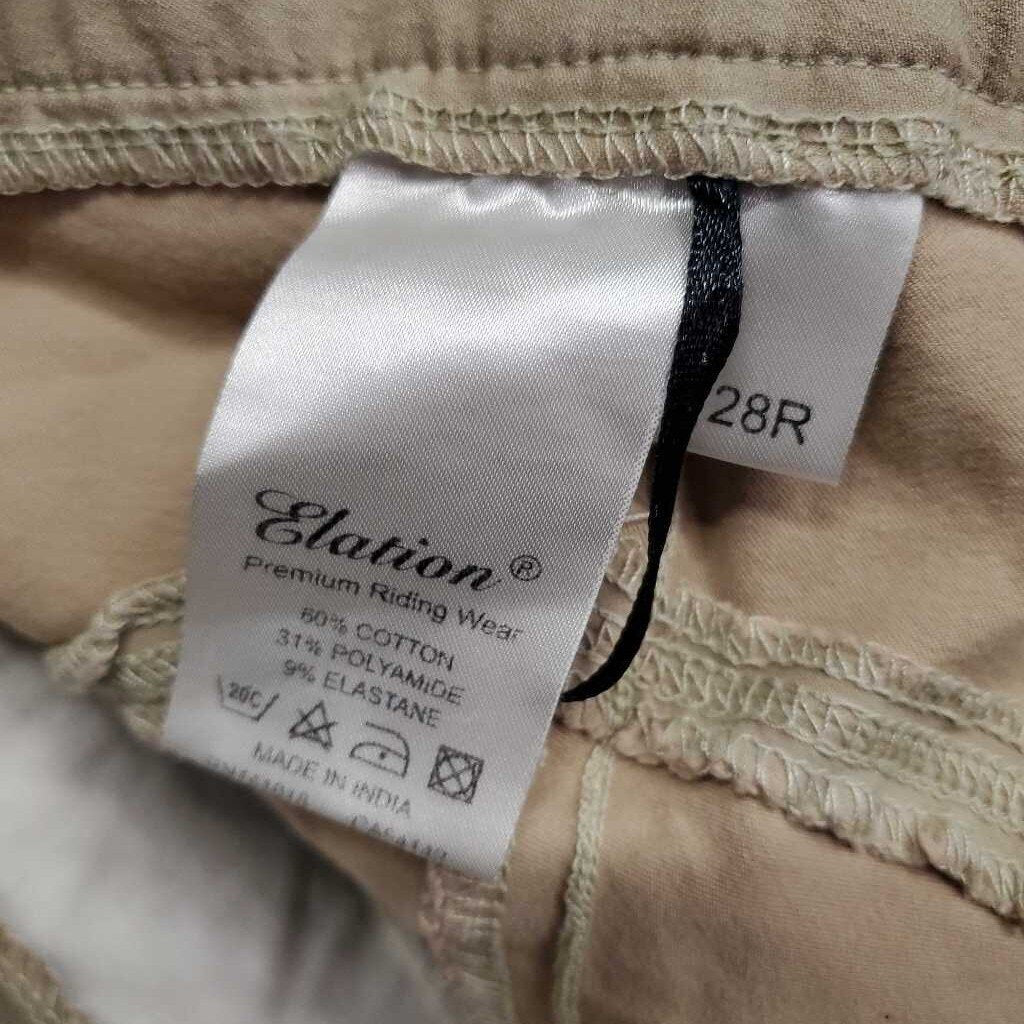 28R
Elation®
Premium Riding Wear
60% COTTON
31% POLYAMIDE
9% ELASTANE
20C
MADE IN INDIA